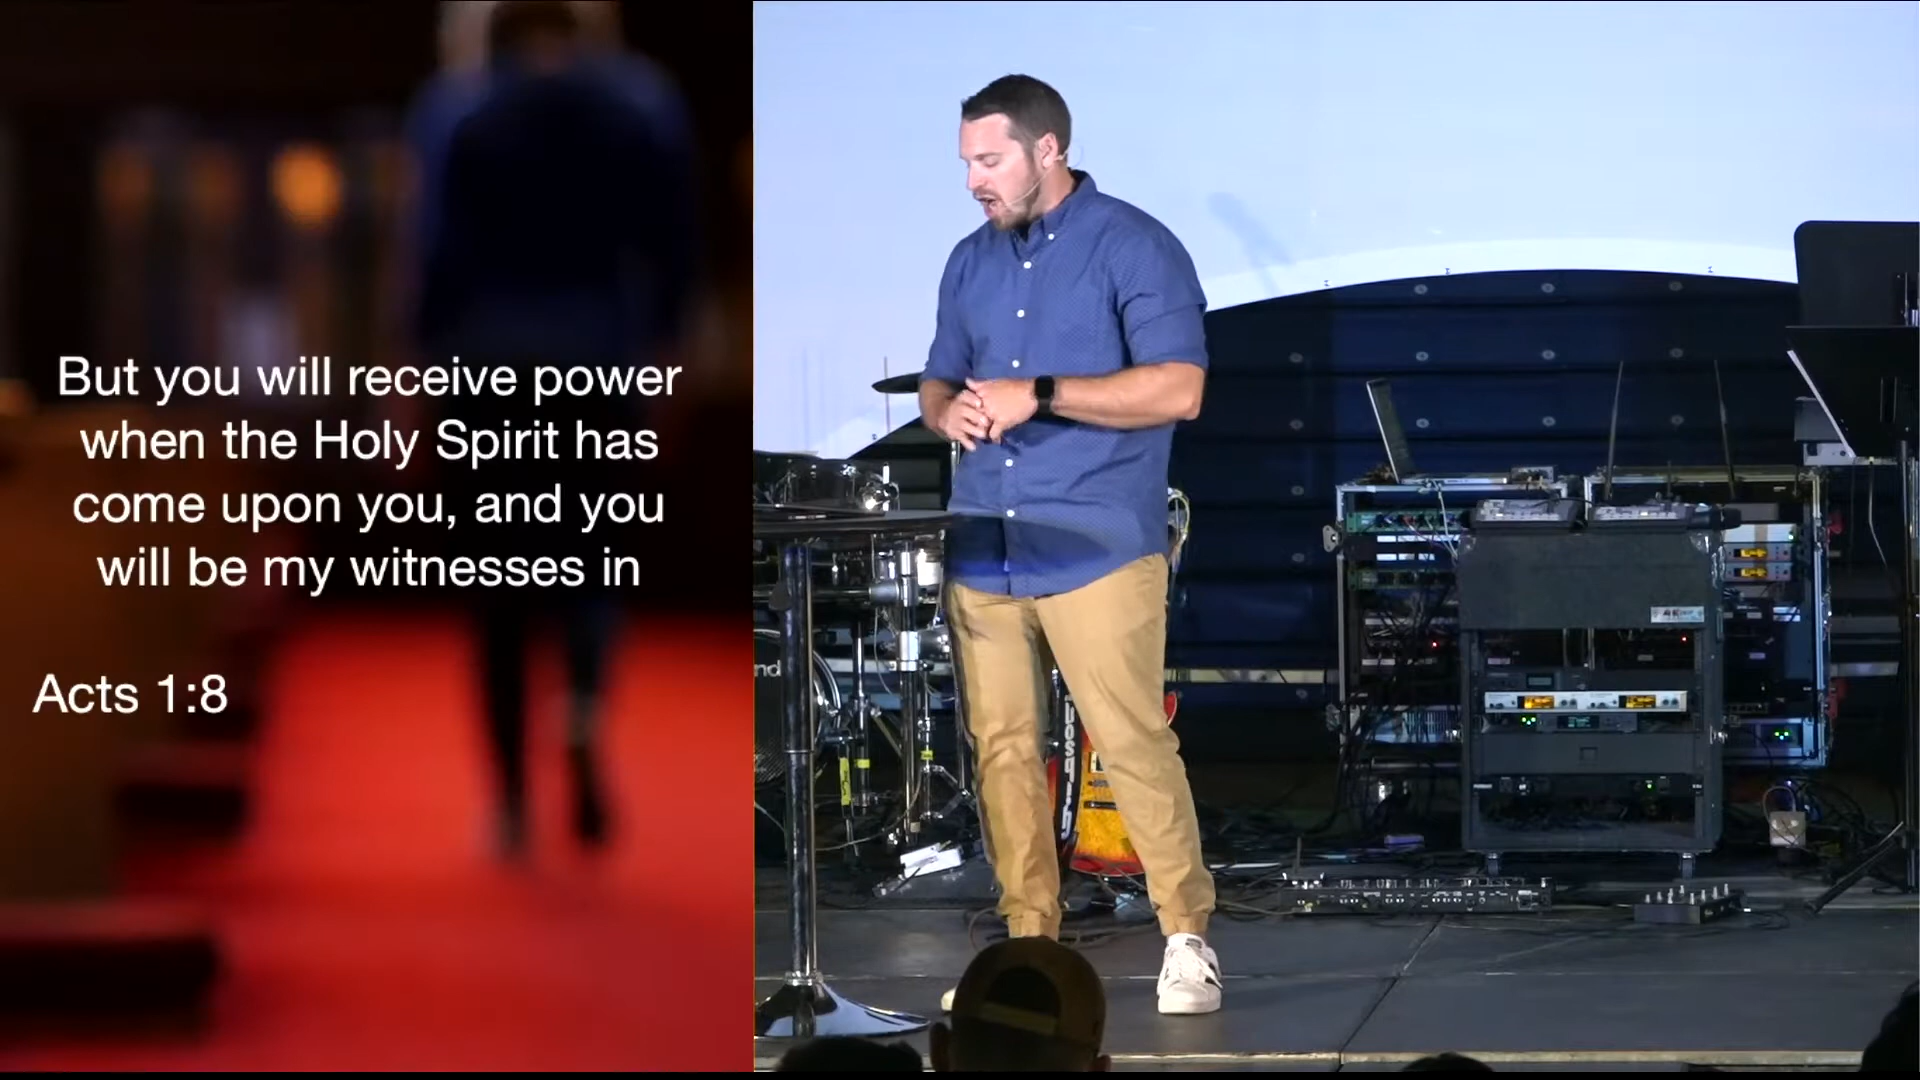 But you will receive power
when the Holy Spirit has
come upon you, and you
will be my witnesses in
Acts 1:8